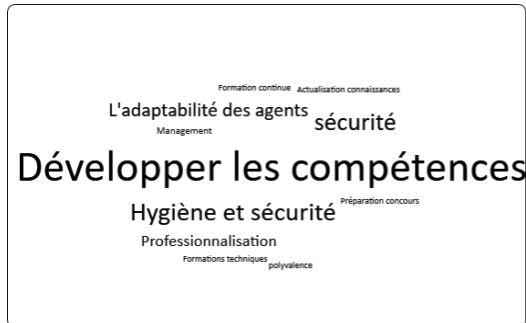 Formation continue
Actualisation connaissances
L'adaptabilité des agents
sécurité
Management
Développer les compétences
Préparation concours
Hygiène et sécurité
Professionnalisation
Formations techniques
polyvalence